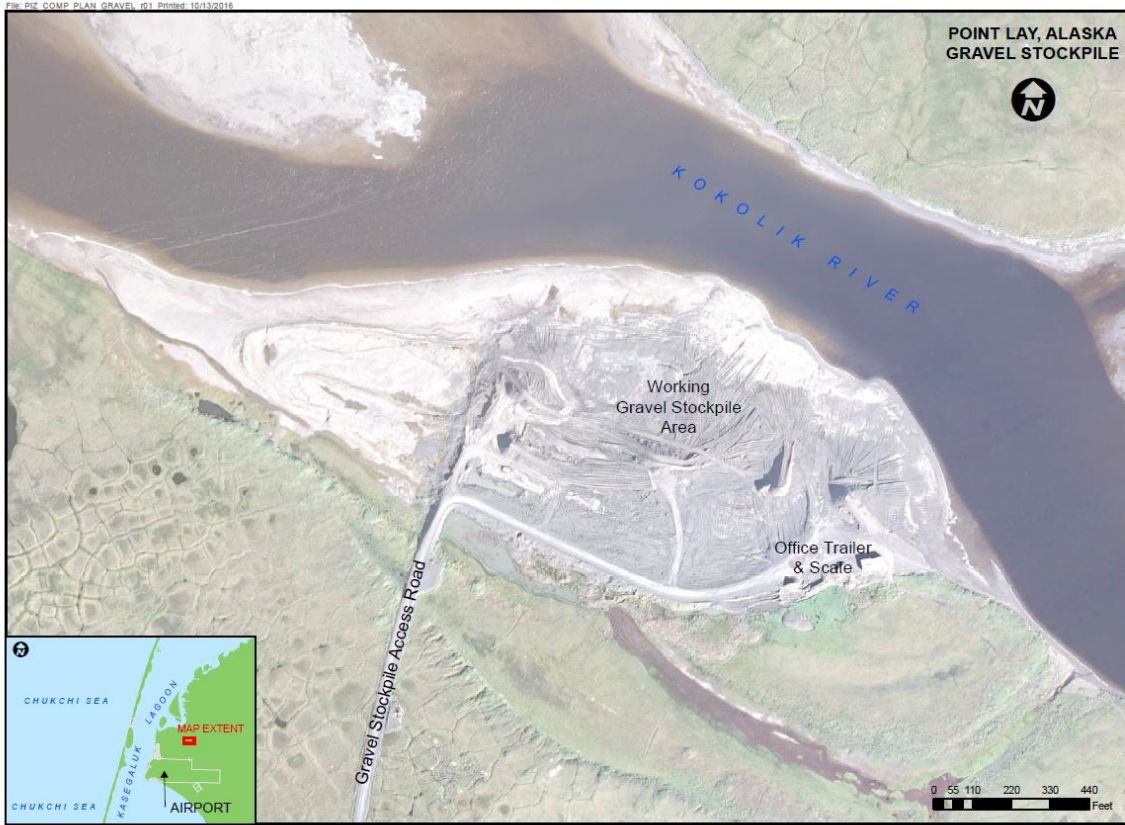 File: PIZ_COMP_PLAN_GRAVEL_r01 Printed: 10/13/2016
POINT LAY, ALASKA
GRAVEL STOCKPILE
N
KOKOLIK RIVER
Working
Gravel Stockpile
Area
Office Trailer
& Scale
Gravel Stockpile Access Road
N
CHUKCHI SEA
KASEGALUK LAGOON
MAP EXTENT
CHUKCHI SEA
AIRPORT
0 55 110 220 330 440
Feet